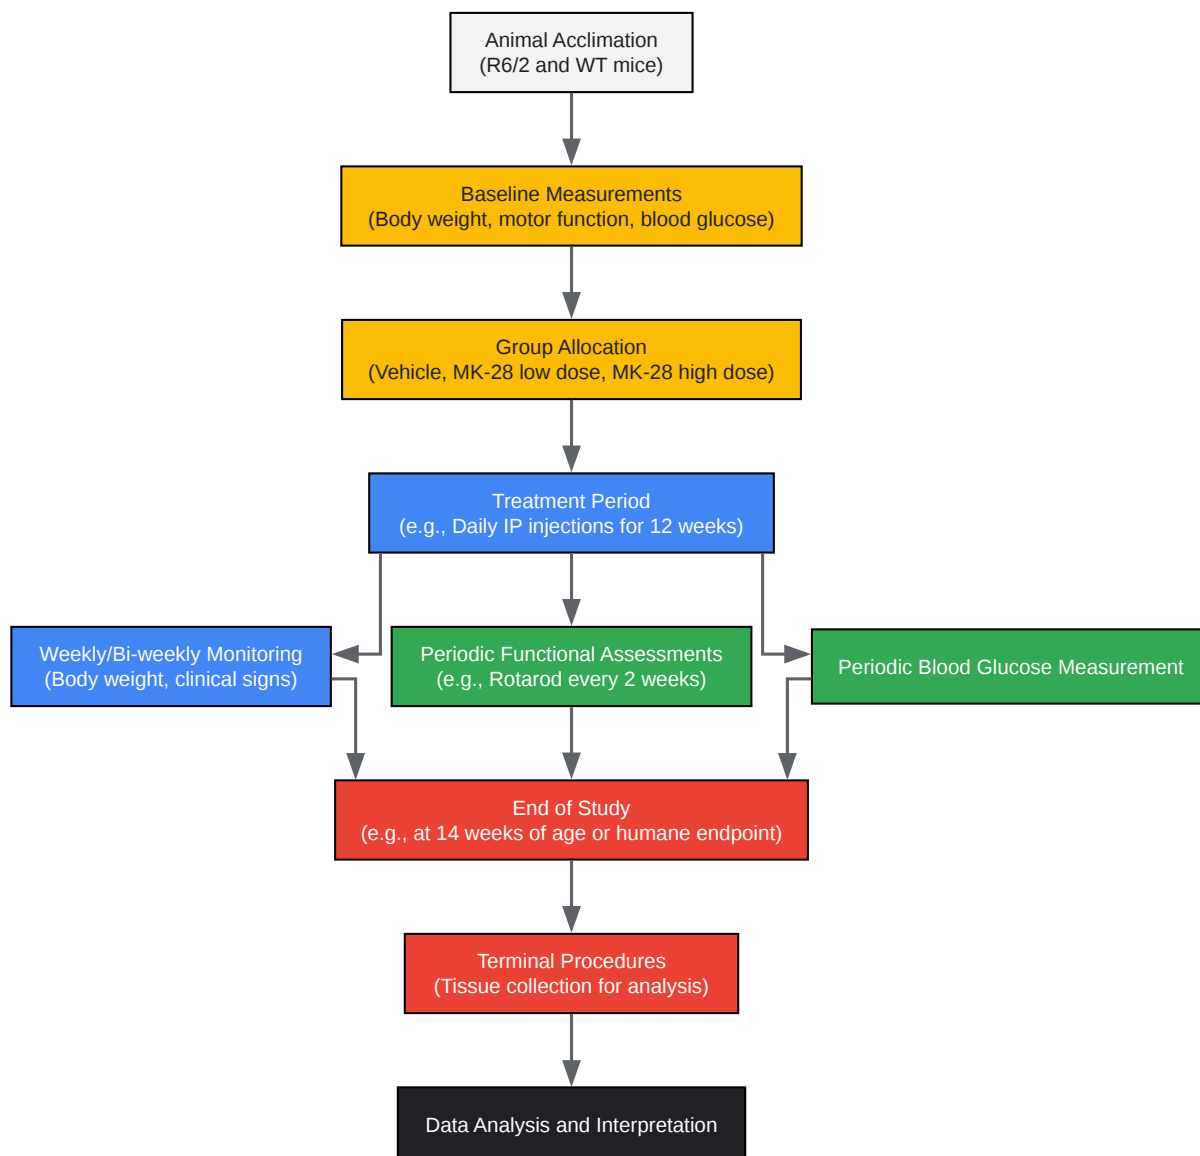 Animal Acclimation
(R6/2 and WT mice)
Baseline Measurements
(Body weight, motor function, blood glucose)
Group Allocation
(Vehicle, MK-28 low dose, MK-28 high dose)
Treatment Period
(e.g., Daily IP injections for 12 weeks)
Weekly/Bi-weekly Monitoring
(Body weight, clinical signs)
Periodic Functional Assessments
(e.g., Rotarod every 2 weeks)
Periodic Blood Glucose Measurement
End of Study
(e.g., at 14 weeks of age or humane endpoint)
Terminal Procedures
(Tissue collection for analysis)
Data Analysis and Interpretation